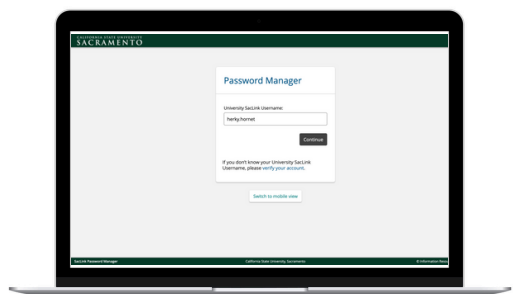 CALIFORNIA STATE UNIVERSITY
SACRAMENTO
Password Manager
University SacLink Username:
herky.hornet
Continue
If you don't know your University SacLink
Username, please verify your account.
Switch to mobile view
SacLink Password Manager
California State University, Sacramento
© Information Resou